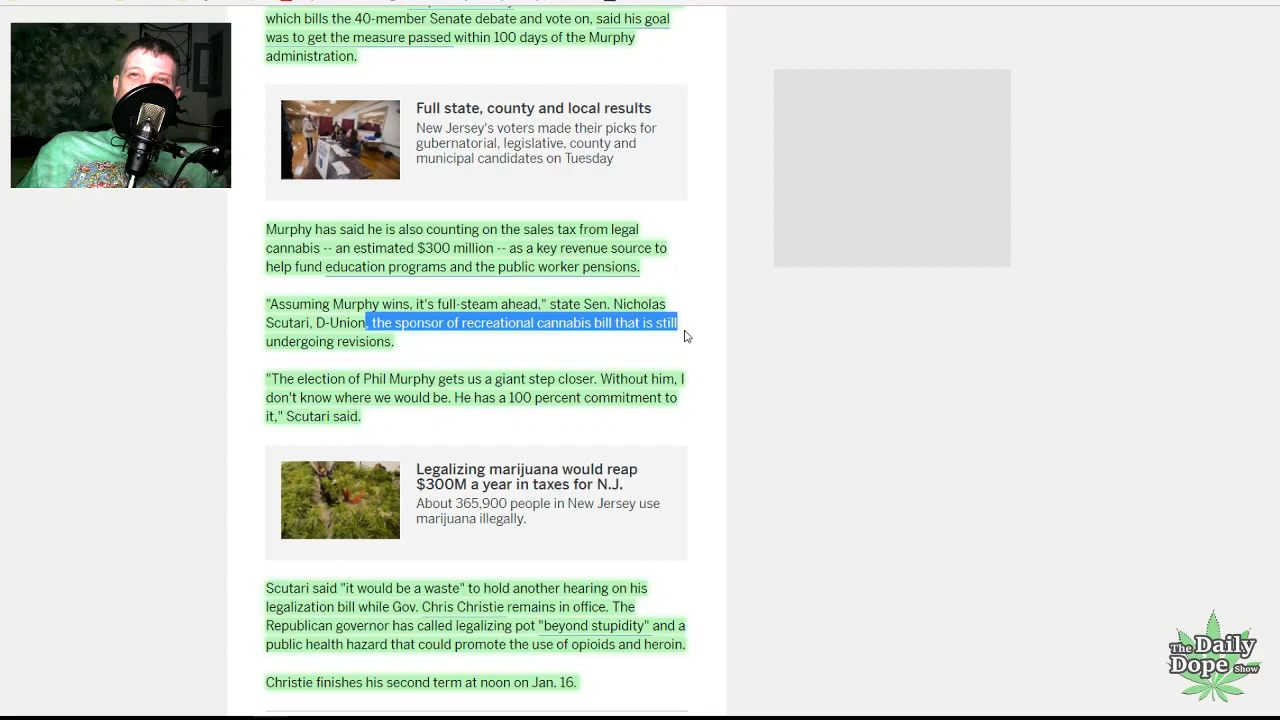 which bills the 40-member Senate debate and vote on, said his goal
was to get the measure passed within 100 days of the Murphy
administration.
Full state, county and local results
New Jersey's voters made their picks for
gubernatorial, legislative, county and
municipal candidates on Tuesday
Murphy has said he is also counting on the sales tax from legal
cannabis -- an estimated $300 million -- as a key revenue source to
help fund education programs and the public worker pensions.
"Assuming Murphy wins, it's full-steam ahead," state Sen. Nicholas
Scutari, D-Union, the sponsor of recreational cannabis bill that is still
undergoing revisions.
"The election of Phil Murphy gets us a giant step closer. Without him, I
don't know where we would be. He has a 100 percent commitment to
it," Scutari said.
Legalizing marijuana would reap
$300M a year in taxes for N.J.
About 365,900 people in New Jersey use
marijuana illegally.
Scutari said "it would be a waste" to hold another hearing on his
legalization bill while Gov. Chris Christie remains in office. The
Republican governor has called legalizing pot "beyond stupidity" and a
public health hazard that could promote the use of opioids and heroin.
Christie finishes his second term at noon on Jan. 16.
The Daily
Dope Show